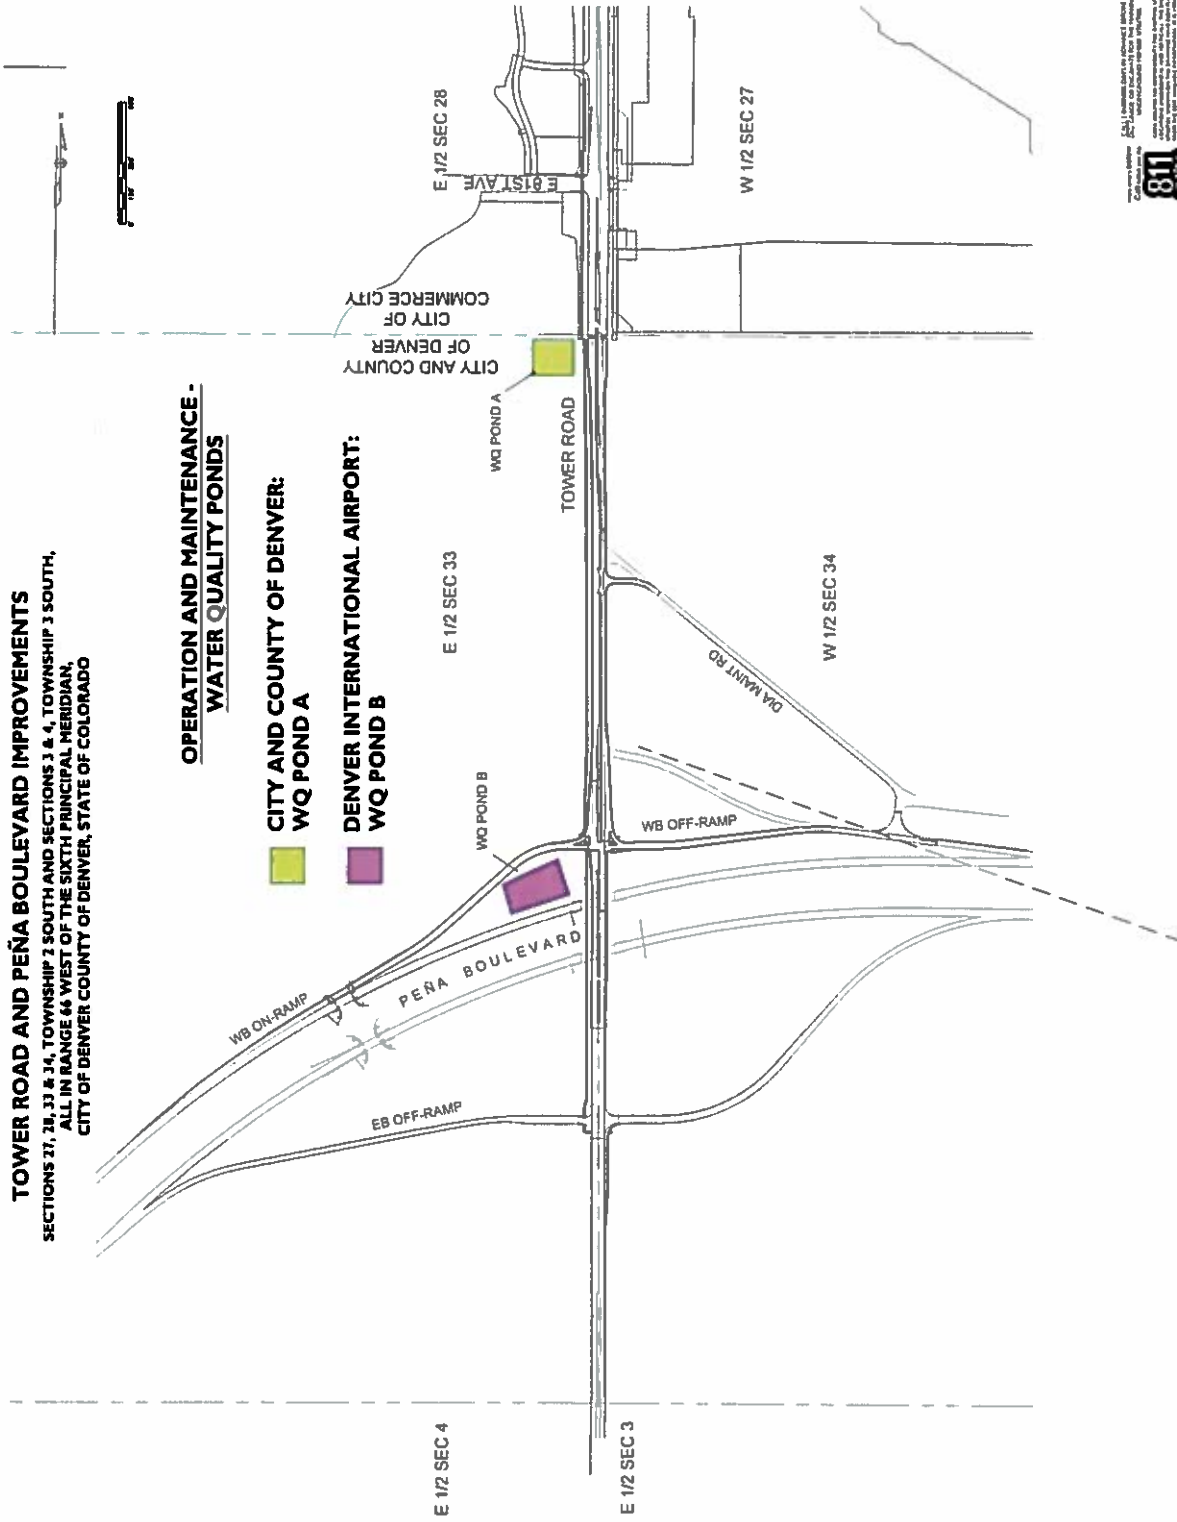 TOWER ROAD AND PEÑA BOULEVARD IMPROVEMENTS
SECTIONS 27, 28, 33 & 34, TOWNSHIP 2 SOUTH AND SECTIONS 3 & 4, TOWNSHIP 3 SOUTH,
ALL IN RANGE 66 WEST OF THE SIXTH PRINCIPAL MERIDIAN,
CITY OF DENVER COUNTY OF DENVER, STATE OF COLORADO
OPERATION AND MAINTENANCE -
WATER QUALITY PONDS
CITY AND COUNTY OF DENVER:
WQ POND A
DENVER INTERNATIONAL AIRPORT:
WQ POND B
WB ON-RAMP
PEÑA BOULEVARD
EB OFF-RAMP
WQ POND B
WB OFF-RAMP
DIA MAINT RD
TOWER ROAD
WQ POND A
CITY AND COUNTY
OF DENVER
CITY OF
COMMERCE CITY
E 81ST AVE
E 1/2 SEC 4
E 1/2 SEC 3
E 1/2 SEC 33
W 1/2 SEC 34
E 1/2 SEC 28
W 1/2 SEC 27
811